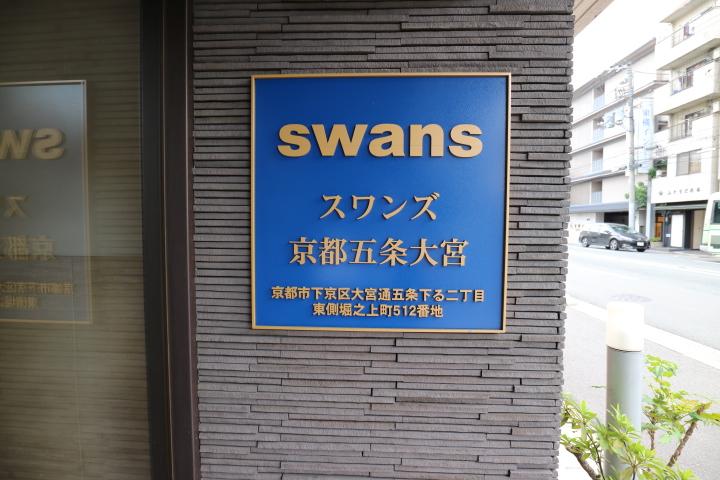 swans
スワンズ
京都五条大宮
京都市下京区大宮通五条下る二丁目
東側堀之上町512番地